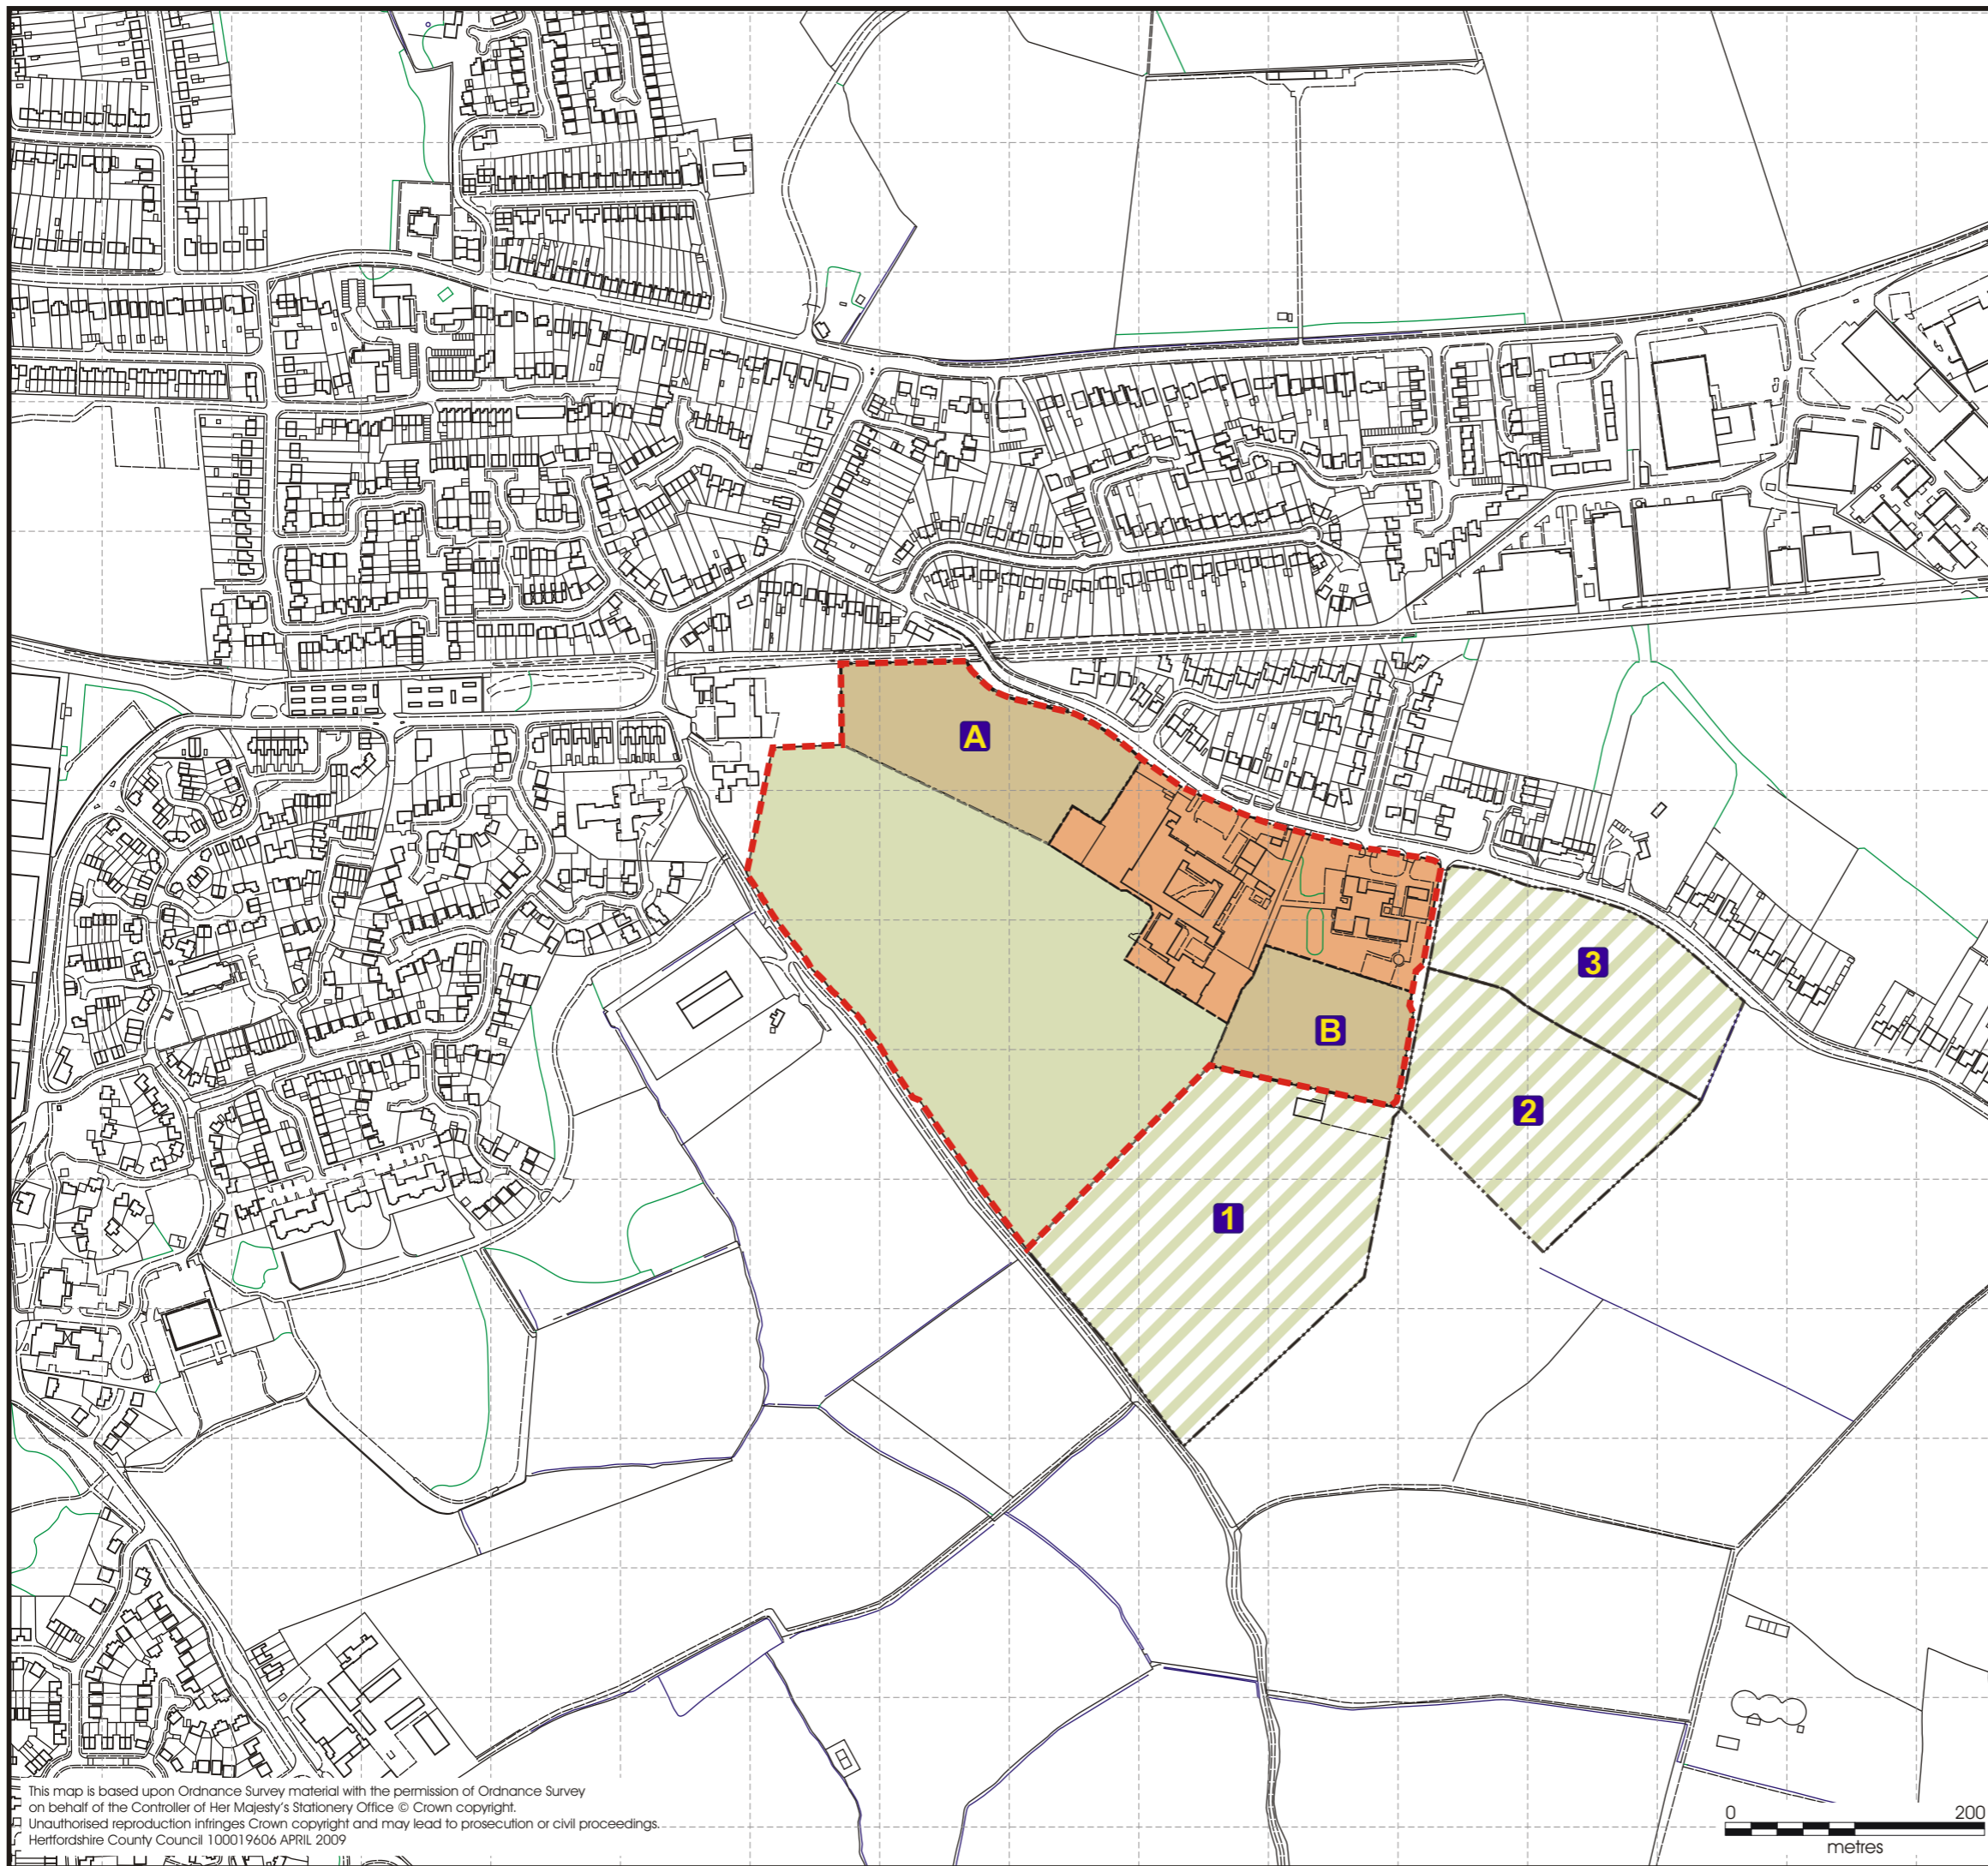 A
3
B
2
1
This map is based upon Ordnance Survey material with the permission of Ordnance Survey
on behalf of the Controller of Her Majesty's Stationery Office © Crown copyright.
Unauthorised reproduction infringes Crown copyright and may lead to prosecution or civil proceedings.
Hertfordshire County Council 100019606 APRIL 2009
0 200
metres